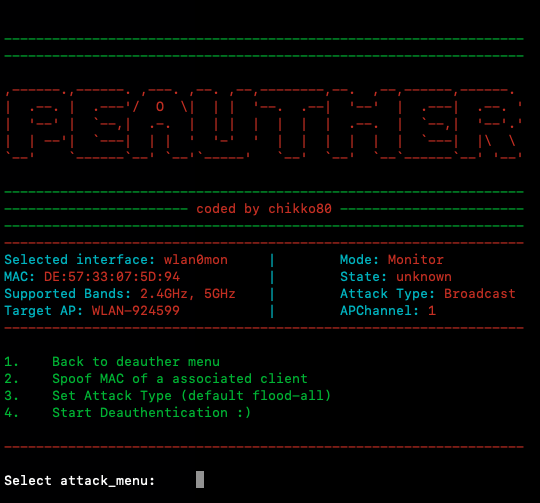 PEAUTHER
coded by chikko80
Selected interface: wlan0mon | Mode: Monitor
MAC: DE:57:33:07:5D:94 | State: unknown
Supported Bands: 2.4GHz, 5GHz | Attack Type: Broadcast
Target AP: WLAN-924599 | APChannel: 1
1. Back to deauther menu
2. Spoof MAC of a associated client
3. Set Attack Type (default flood-all)
4. Start Deauthentication :)
Select attack_menu: